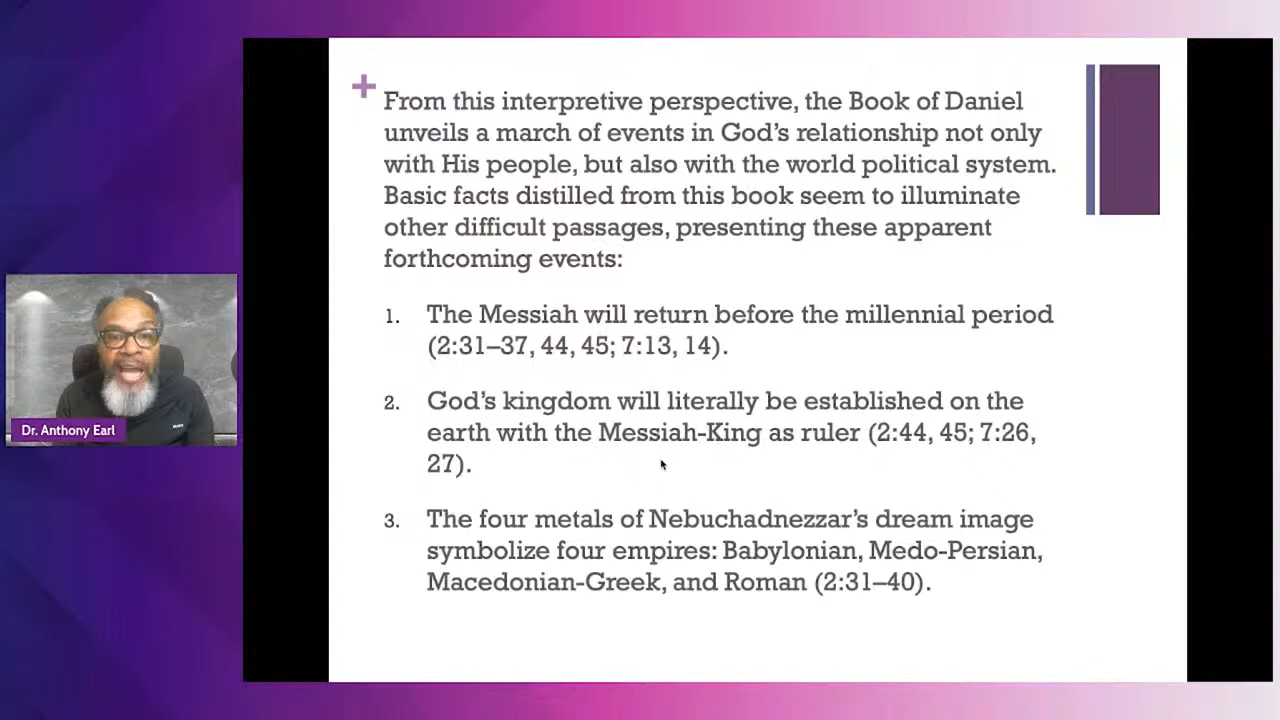 From this interpretive perspective, the Book of Daniel
unveils a march of events in God's relationship not only
with His people, but also with the world political system.
Basic facts distilled from this book seem to illuminate
other difficult passages, presenting these apparent
forthcoming events:
1. The Messiah will return before the millennial period
(2:31–37, 44, 45; 7:13, 14).
2. God's kingdom will literally be established on the
earth with the Messiah-King as ruler (2:44, 45; 7:26,
27).
3. The four metals of Nebuchadnezzar's dream image
symbolize four empires: Babylonian, Medo-Persian,
Macedonian-Greek, and Roman (2:31–40).
Dr. Anthony Earl